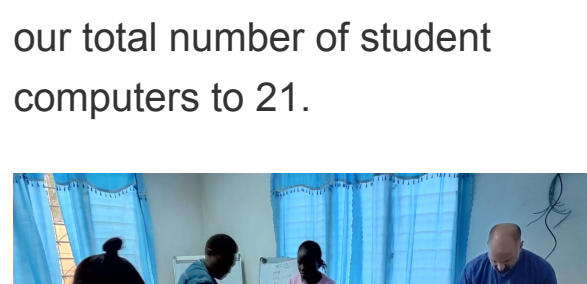 our total number of student
computers to 21.